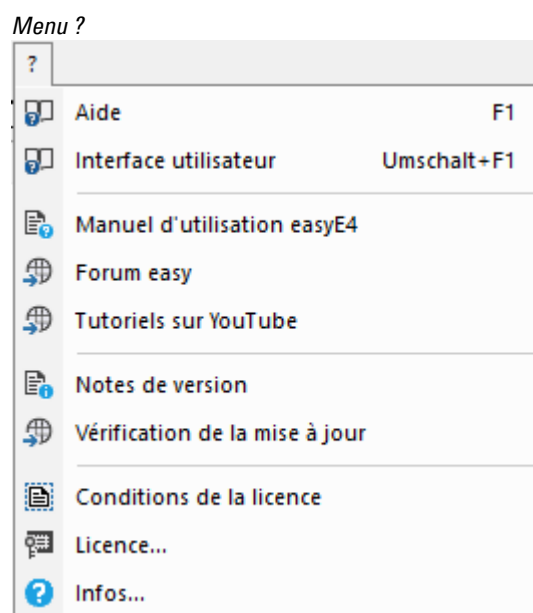 Menu ?
?
Aide F1
Interface utilisateur Umschalt+F1
Manuel d'utilisation easyE4
Forum easy
Tutoriels sur YouTube
Notes de version
Vérification de la mise à jour
Conditions de la licence
Licence...
Infos...